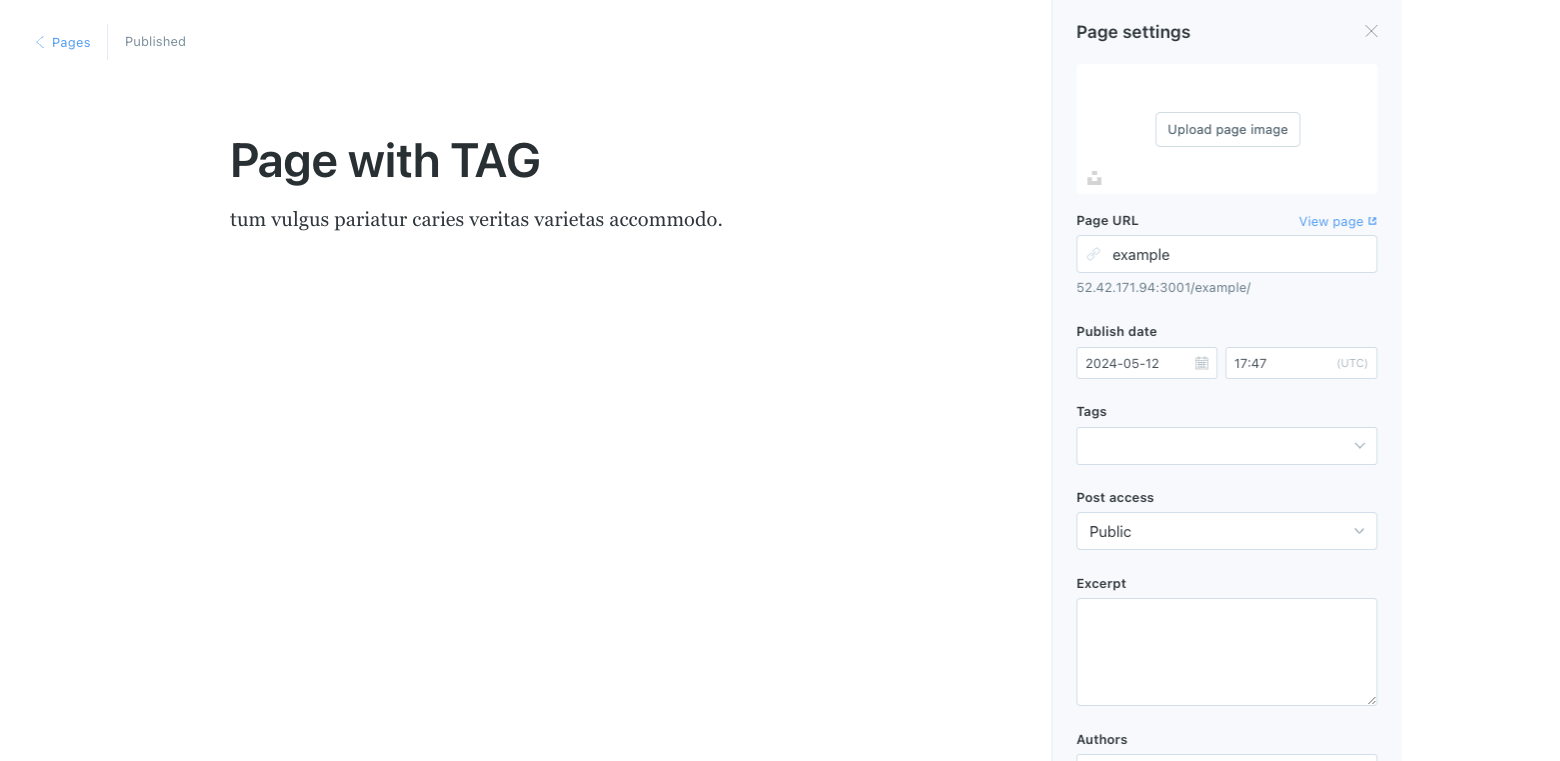 Pages
Published
Page with TAG
tum vulgus pariatur caries veritas varietas accommodo.
Page settings
Upload page image
Page URL
View page
example
52.42.171.94:3001/example/
Publish date
2024-05-12
17:47
(UTC)
Tags
Post access
Public
Excerpt
Authors